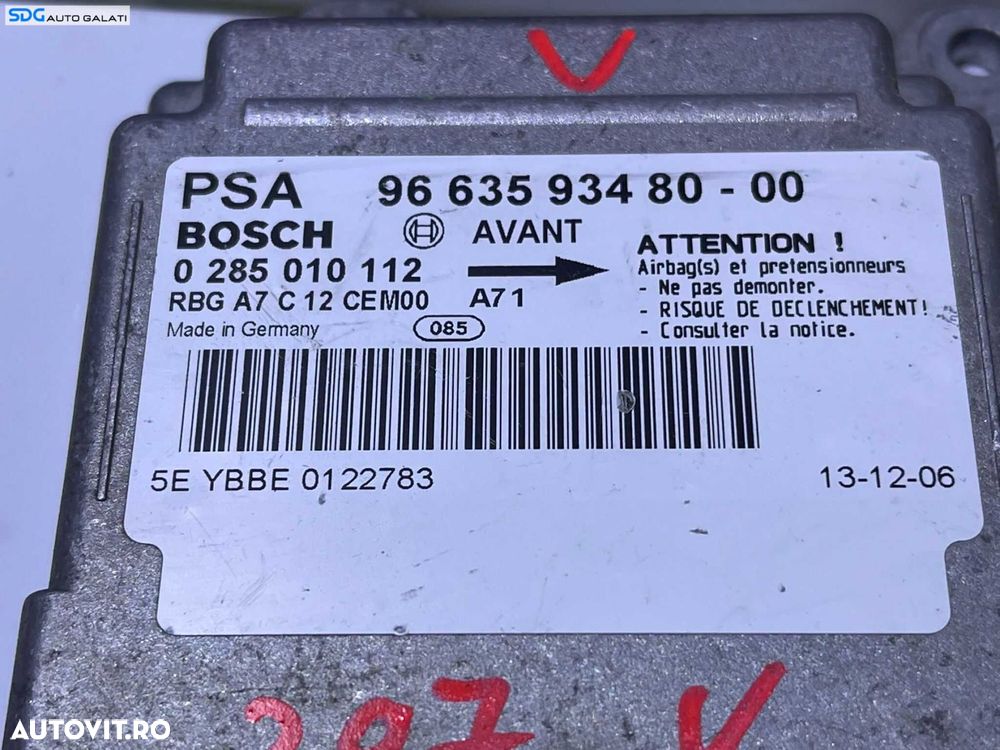 SDG AUTO GALATI
V
PSA 96 635 934 80 - 00
BOSCH AVANT
0 285 010 112
RBG A7 C 12 CEM00 A71
Made in Germany 085
ATTENTION !
Airbag(s) et pretensionneurs
- Ne pas demonter.
- RISQUE DE DECLENCHEMENT!
- Consulter la notice.
5E YBBE 0122783 13-12-06
207 V
AUTOVIT.RO